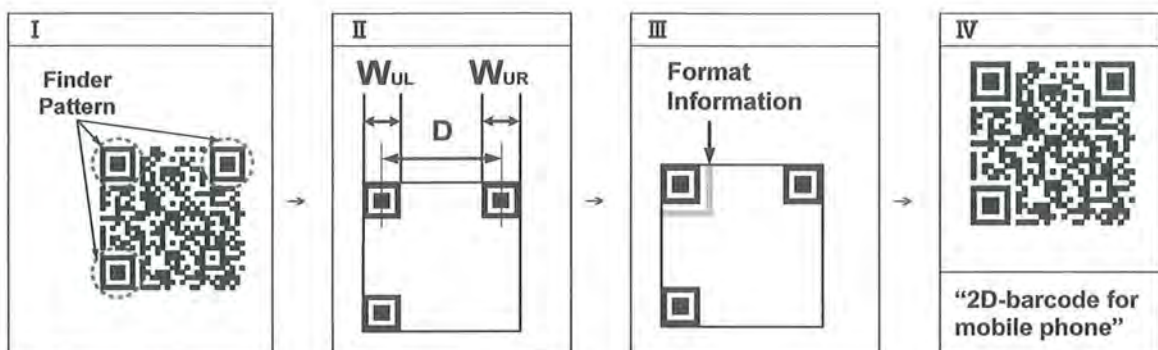 I
Finder
Pattern
II
WUL
WUR
D
III
Format
Information
IV
“2D-barcode for
mobile phone”